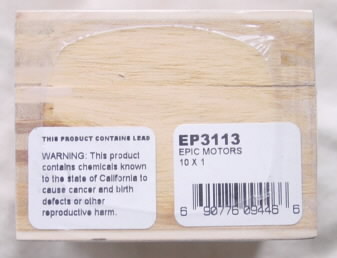 THIS PRODUCT CONTAINS LEAD
WARNING: This product
contains chemicals known
to the state of California to
cause cancer and birth
defects or other
reproductive harm.
EP3113
EPIC MOTORS
10 X 1
6 90776 09446 6